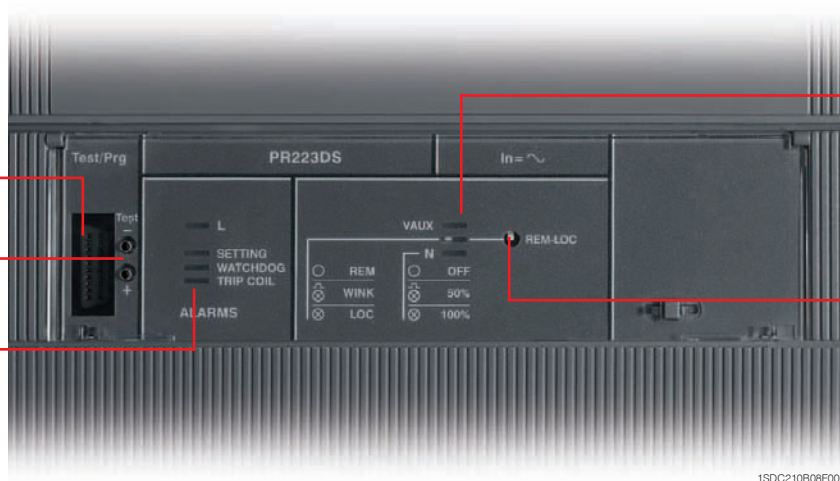 Test/Prg
PR223DS
In=
Test
-
+
L
SETTING
WATCHDOG
TRIP COIL
ALARMS
VAUX
REM-LOC
N
REM
OFF
WINK
50%
LOC
100%
1SDC210B08F00